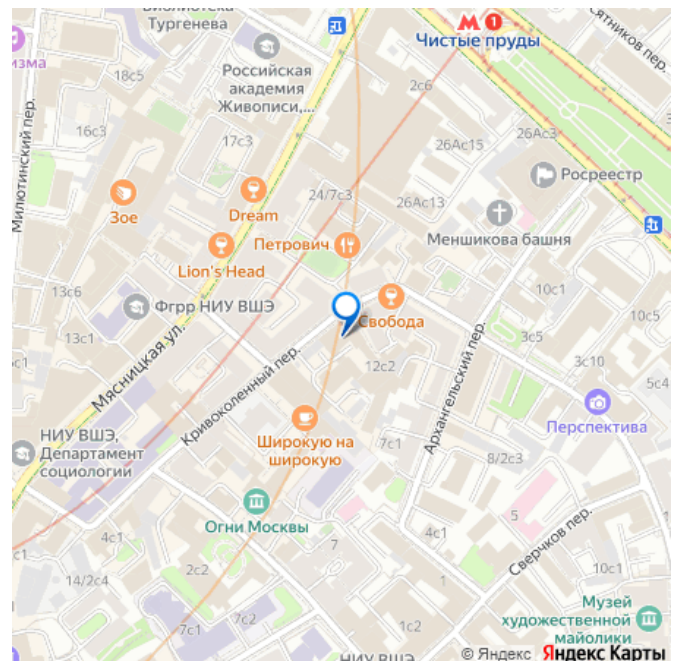 Библиотека
Тургенева
М 1
Чистые пруды
Сятников пер.
изма
18с5
Российская
академия
Живописи,...
2с6
Милютинский пер.
16с3
17с3
26Ас15
26Ас3
Росреестр
Зое
Dream
24/7с3
26Ас13
Петрович
Меншикова башня
Lion's Head
13с6
Фгрр НИУ ВШЭ
Свобода
10с1
13с1
3с5
Мясницкая ул.
Кривоколенный пер.
12с2
Архангельский пер.
3с10
5с4
Перспектива
НИУ ВШЭ,
Департамент
социологии
Широкую на
широкую
7с1
8/2с3
Огни Москвы
5
4с1
4с1
7
Сверчков пер.
14/2с4
2с2
1
10с1
7с2
7с2
Музей
художественной
майолики
НИУ ВШЭ
© Яндекс Яндекс Карты